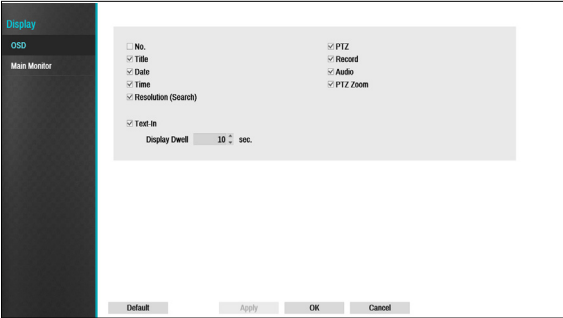 Display
OSD
Main Monitor
No.
Title
Date
Time
Resolution (Search)
PTZ
Record
Audio
PTZ Zoom
Text-In
Display Dwell 10 sec.
Default Apply OK Cancel